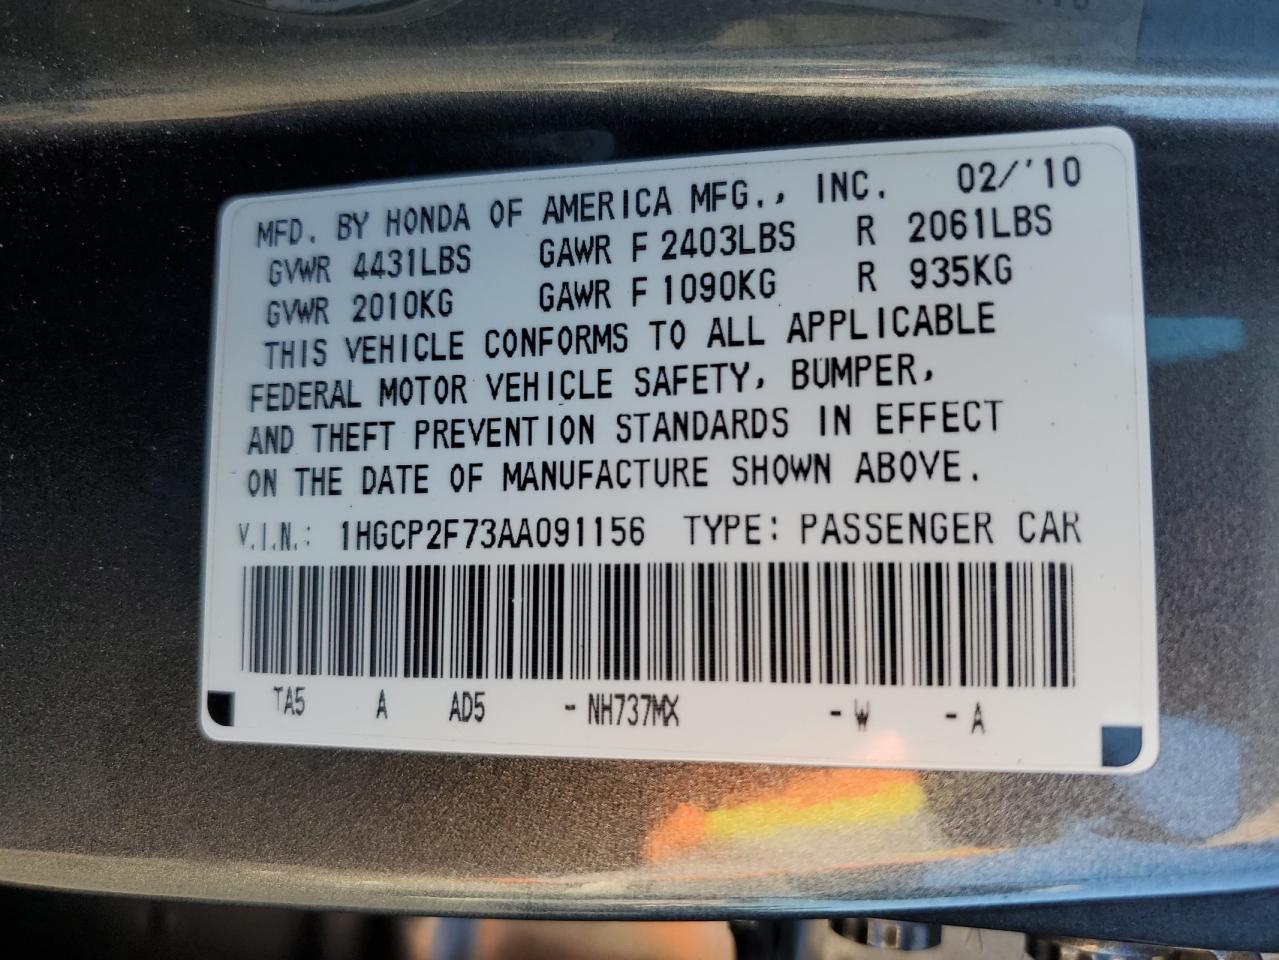 MFD. BY HONDA OF AMERICA MFG., INC. 02/'10
GVWR 4431LBS GAWR F 2403LBS R 2061LBS
GVWR 2010KG GAWR F 1090KG R 935KG
THIS VEHICLE CONFORMS TO ALL APPLICABLE
FEDERAL MOTOR VEHICLE SAFETY, BUMPER,
AND THEFT PREVENTION STANDARDS IN EFFECT
ON THE DATE OF MANUFACTURE SHOWN ABOVE.
V.I.N.: 1HGCP2F73AA091156 TYPE: PASSENGER CAR
TA5 A AD5 - NH737MX - W - A